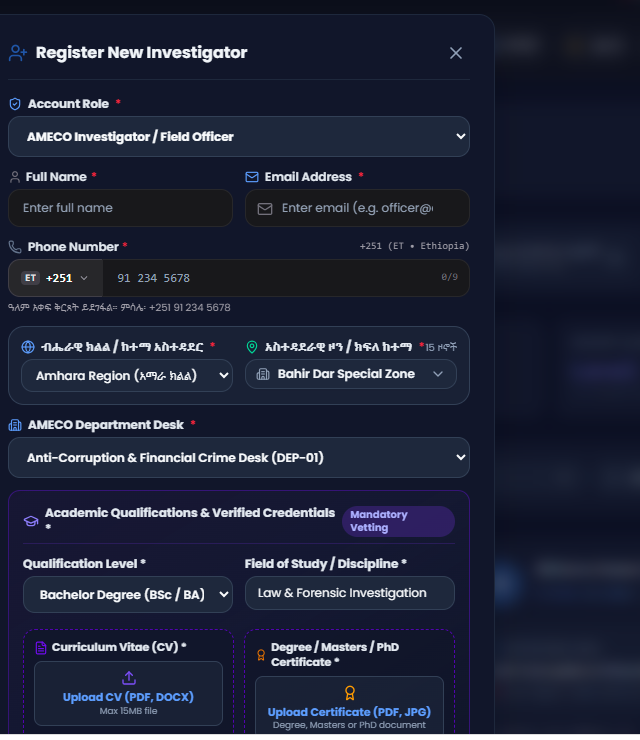 Register New Investigator
Account Role *
AMECO Investigator / Field Officer
Full Name *
Email Address *
Enter full name
Enter email (e.g. officer@
Phone Number *
+251 (ET • Ethiopia)
ET +251
91 234 5678
0/9
ዓለም አቀፍ ቅርጸት ይደገፋል። ምሳሌ፡ +251 91 234 5678
ብሔራዊ ክልል / ከተማ አስተዳደር *
አስተዳደራዊ ዞን / ክፍለ ከተማ *
15 ዞኖች
Amhara Region (አማራ ክልል)
Bahir Dar Special Zone
AMECO Department Desk *
Anti-Corruption & Financial Crime Desk (DEP-01)
Academic Qualifications & Verified Credentials
*
Mandatory
Vetting
Qualification Level *
Field of Study / Discipline *
Bachelor Degree (BSc / BA)
Law & Forensic Investigation
Curriculum Vitae (CV) *
Upload CV (PDF, DOCX)
Max 15MB file
Degree / Masters / PhD
Certificate *
Upload Certificate (PDF, JPG)
Degree, Masters or PhD document